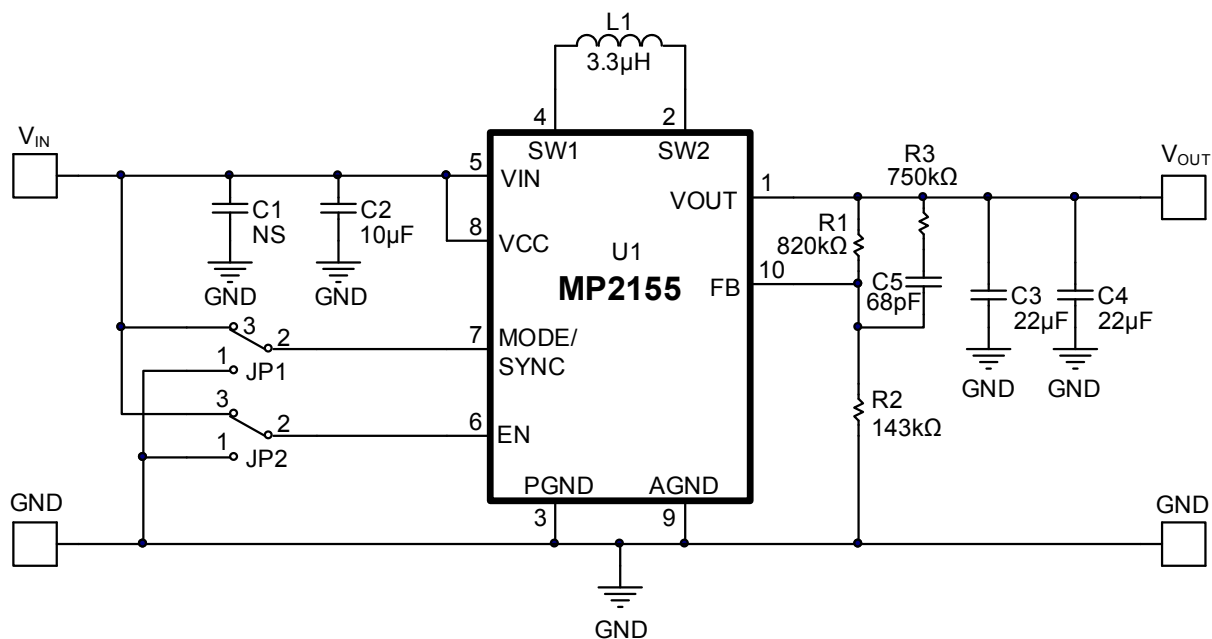 L1
3.3µH
4
2
SW1
SW2
V_IN
5
VIN
C1
NS
C2
10µF
8
VCC
GND
GND
U1
MP2155
1
VOUT
R3
750kΩ
V_OUT
R1
820kΩ
10
FB
C5
68pF
C3
22µF
C4
22µF
GND
GND
3
2
1
JP1
7
MODE/
SYNC
3
2
1
JP2
6
EN
R2
143kΩ
PGND
AGND
3
9
GND
GND
GND